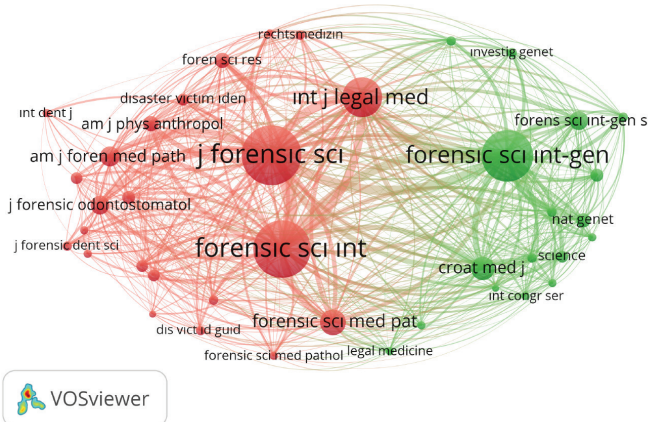 rechtsmedizin
investig genet
foren sci res
int j legal med
disaster victim iden
int dent j
am j phys anthropol
forens sci int-gen s
j forensic sci
forensic sci int-gen
am j foren med path
j forensic odontostomatol
nat genet
j forensic dent sci
forensic sci int
science
croat med j
int congr ser
forensic sci med pat
dis victid guid
forensic sci med pathol
legal medicine
VOSviewer